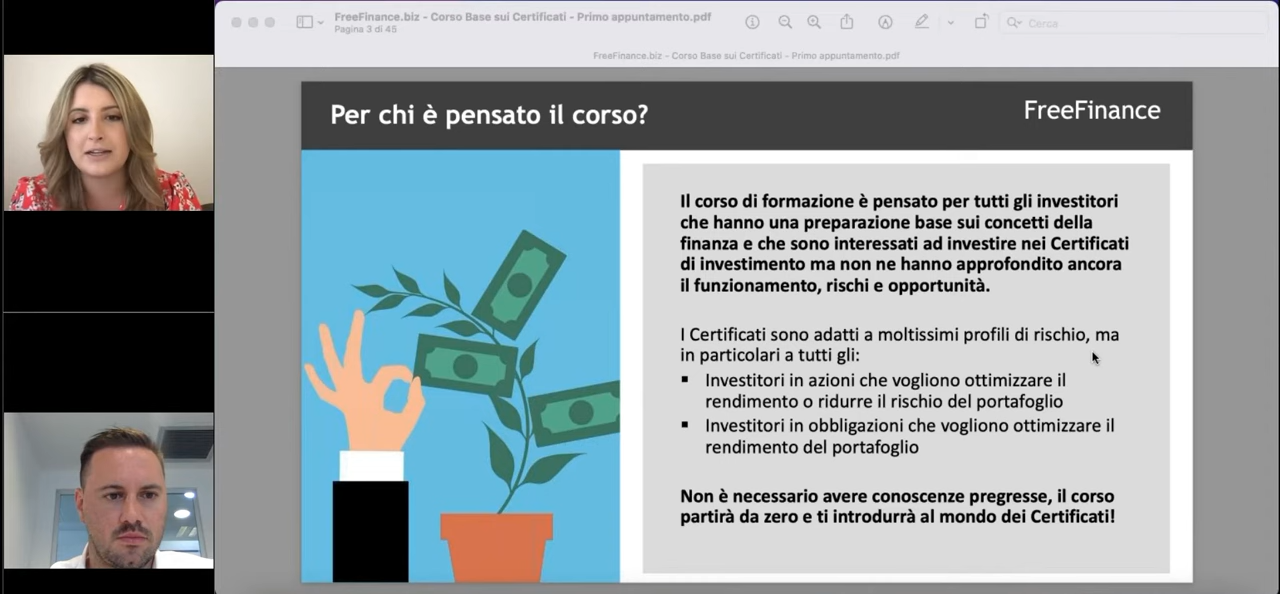 FreeFinance.biz - Corso Base sui Certificati - Primo appuntamento.pdf
Pagina 3 di 45
Cerca
FreeFinance.biz - Corso Base sui Certificati - Primo appuntamento.pdf
Per chi è pensato il corso?
FreeFinance
Il corso di formazione è pensato per tutti gli investitori
che hanno una preparazione base sui concetti della
finanza e che sono interessati ad investire nei Certificati
di investimento ma non ne hanno approfondito ancora
il funzionamento, rischi e opportunità.
I Certificati sono adatti a moltissimi profili di rischio, ma
in particolari a tutti gli:
▪ Investitori in azioni che vogliono ottimizzare il
rendimento o ridurre il rischio del portafoglio
▪ Investitori in obbligazioni che vogliono ottimizzare il
rendimento del portafoglio
Non è necessario avere conoscenze pregresse, il corso
partirà da zero e ti introdurrà al mondo dei Certificati!